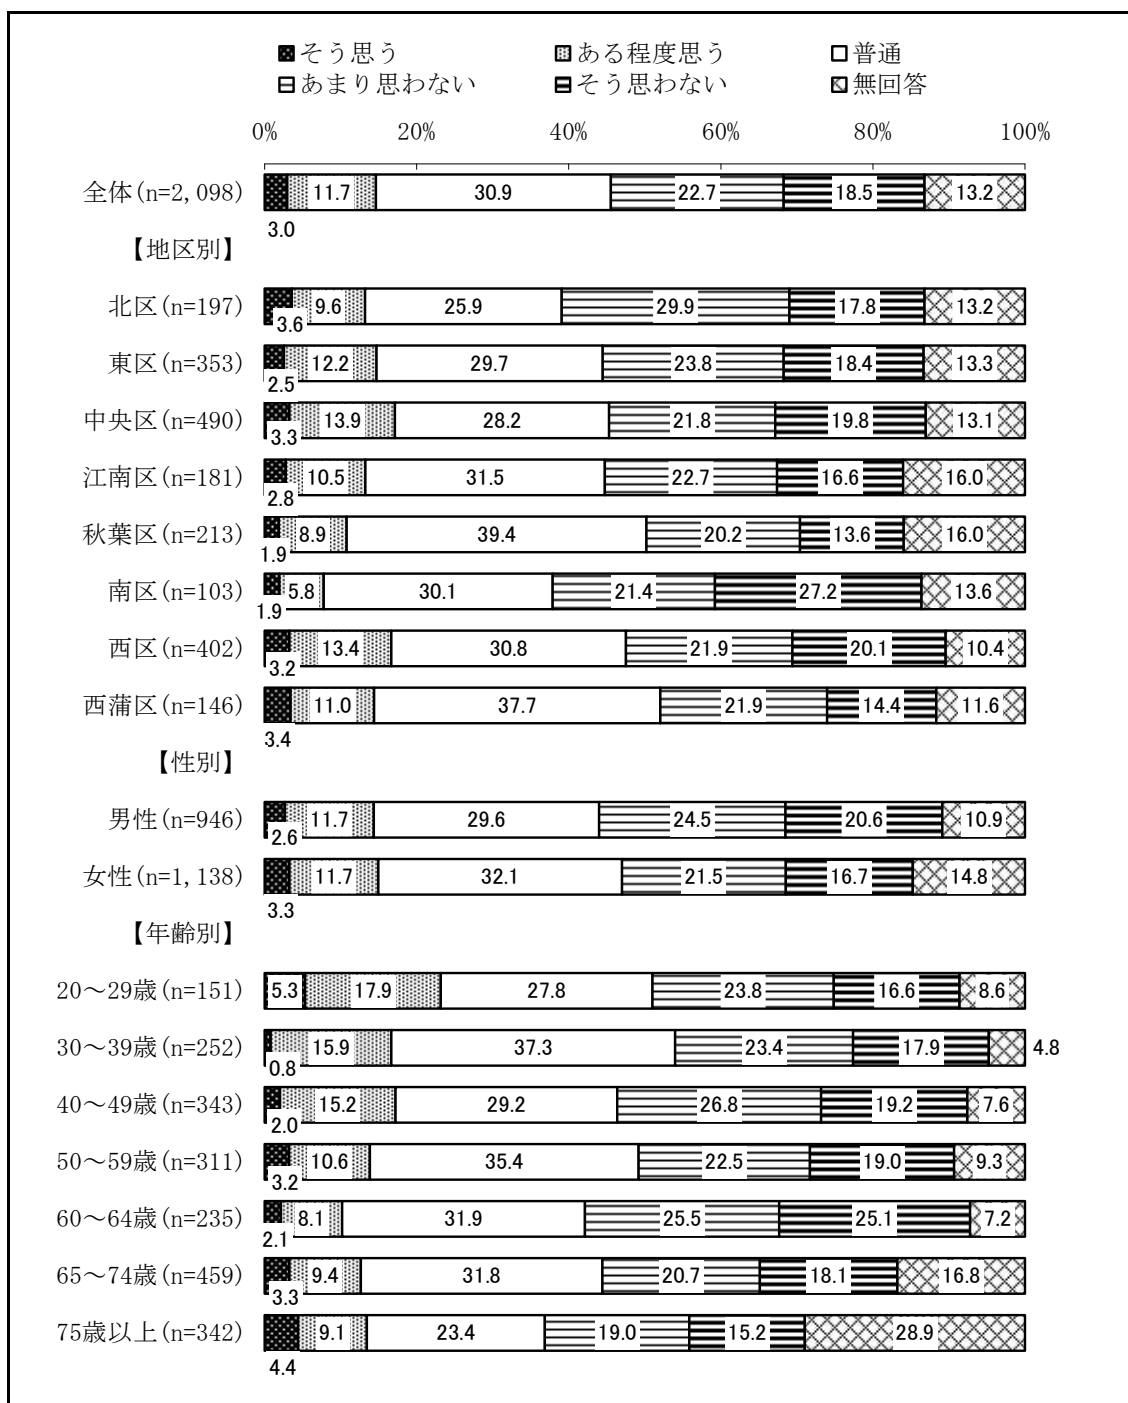 そう思う ある程度思う 普通
あまり思わない そう思わない 無回答
0% 20% 40% 60% 80% 100%
全体(n=2,098) 11.7 30.9 22.7 18.5 13.2
3.0
【地区別】
北区(n=197) 3.6 9.6 25.9 29.9 17.8 13.2
東区(n=353) 2.5 12.2 29.7 23.8 18.4 13.3
中央区(n=490) 3.3 13.9 28.2 21.8 19.8 13.1
江南区(n=181) 2.8 10.5 31.5 22.7 16.6 16.0
秋葉区(n=213) 1.9 8.9 39.4 20.2 13.6 16.0
南区(n=103) 1.9 5.8 30.1 21.4 27.2 13.6
西区(n=402) 3.2 13.4 30.8 21.9 20.1 10.4
西蒲区(n=146) 11.0 37.7 21.9 14.4 11.6
3.4
【性別】
男性(n=946) 2.6 11.7 29.6 24.5 20.6 10.9
女性(n=1,138) 11.7 32.1 21.5 16.7 14.8
3.3
【年齢別】
20～29歳(n=151) 5.3 17.9 27.8 23.8 16.6 8.6
30～39歳(n=252) 0.8 15.9 37.3 23.4 17.9 4.8
40～49歳(n=343) 2.0 15.2 29.2 26.8 19.2 7.6
50～59歳(n=311) 3.2 10.6 35.4 22.5 19.0 9.3
60～64歳(n=235) 2.1 8.1 31.9 25.5 25.1 7.2
65～74歳(n=459) 3.3 9.4 31.8 20.7 18.1 16.8
75歳以上(n=342) 9.1 23.4 19.0 15.2 28.9
4.4